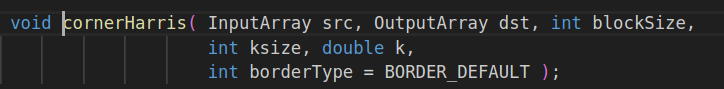 void cornerHarris( InputArray src, OutputArray dst, int blockSize,
int ksize, double k,
int borderType = BORDER_DEFAULT );